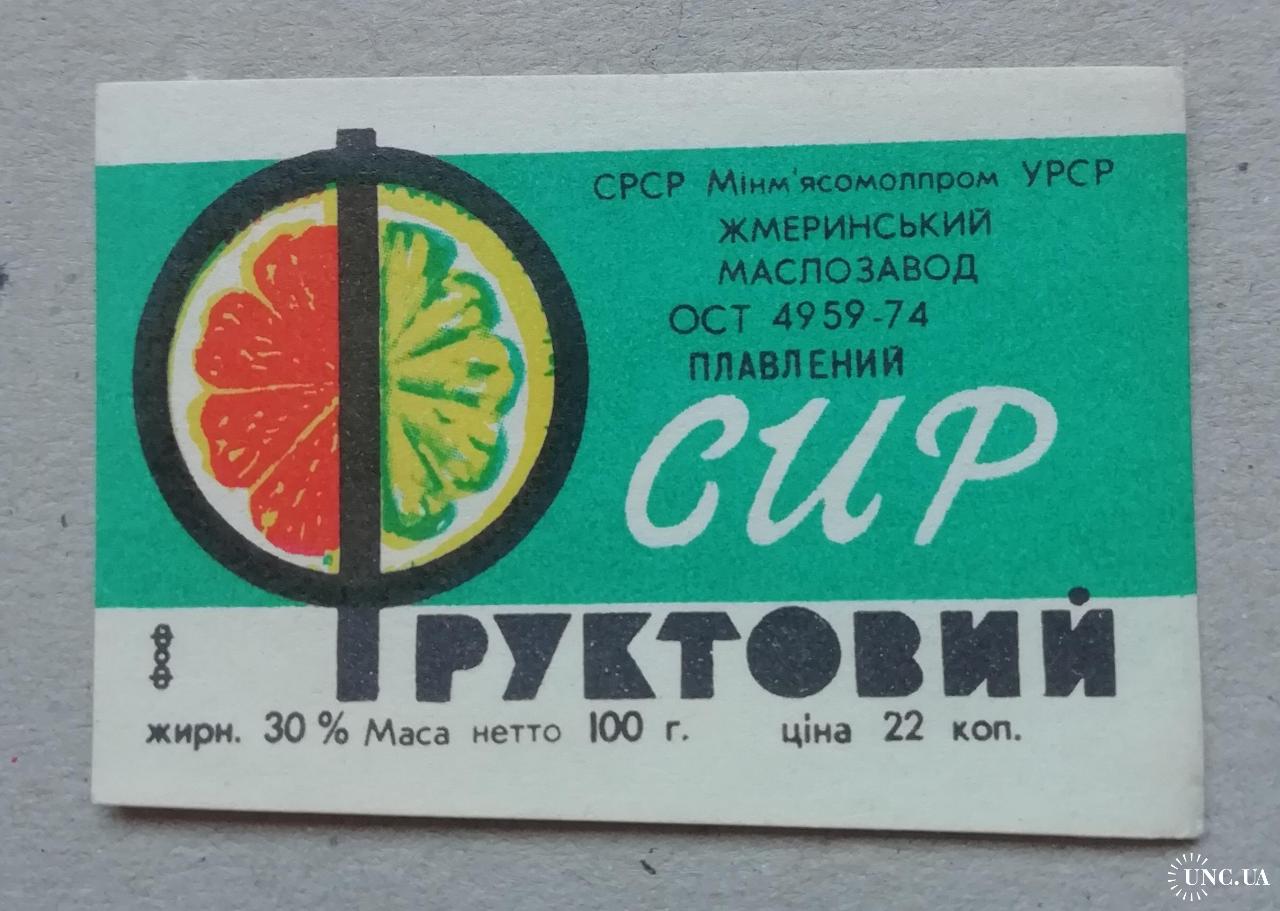 СРСР Мінм'ясомолпром УРСР
ЖМЕРИНСЬКИЙ
МАСЛОЗАВОД
ОСТ 4959-74
ПЛАВЛЕНИЙ
СИР
ФРУКТОВИЙ
жирн. 30% Маса нетто 100 г. ціна 22 коп.
UNC.UA